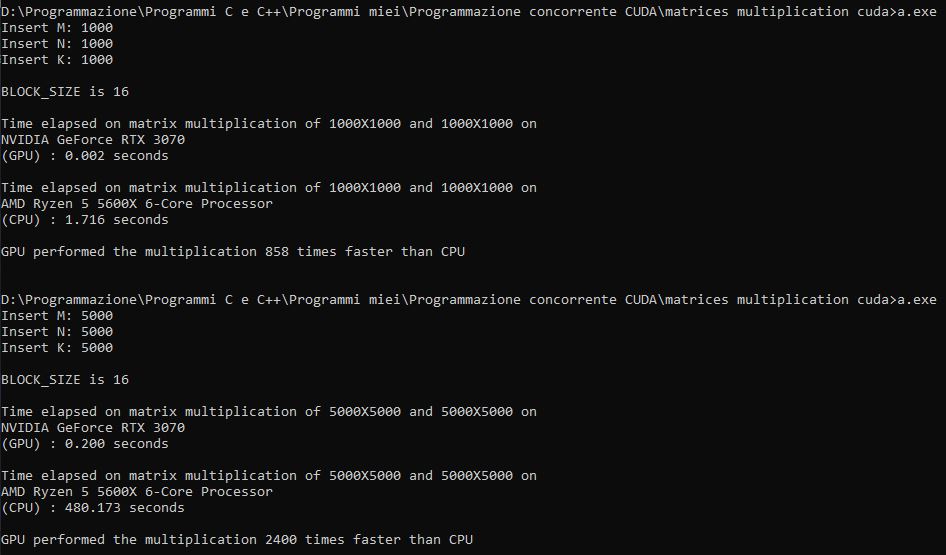 D:\Programmazione\Programmi C e C++\Programmi miei\Programmazione concorrente CUDA\matrices multiplication cuda>a.exe
Insert M: 1000
Insert N: 1000
Insert K: 1000
BLOCK_SIZE is 16
Time elapsed on matrix multiplication of 1000X1000 and 1000X1000 on
NVIDIA GeForce RTX 3070
(GPU) : 0.002 seconds
Time elapsed on matrix multiplication of 1000X1000 and 1000X1000 on
AMD Ryzen 5 5600X 6-Core Processor
(CPU) : 1.716 seconds
GPU performed the multiplication 858 times faster than CPU
D:\Programmazione\Programmi C e C++\Programmi miei\Programmazione concorrente CUDA\matrices multiplication cuda>a.exe
Insert M: 5000
Insert N: 5000
Insert K: 5000
BLOCK_SIZE is 16
Time elapsed on matrix multiplication of 5000X5000 and 5000X5000 on
NVIDIA GeForce RTX 3070
(GPU) : 0.200 seconds
Time elapsed on matrix multiplication of 5000X5000 and 5000X5000 on
AMD Ryzen 5 5600X 6-Core Processor
(CPU) : 480.173 seconds
GPU performed the multiplication 2400 times faster than CPU